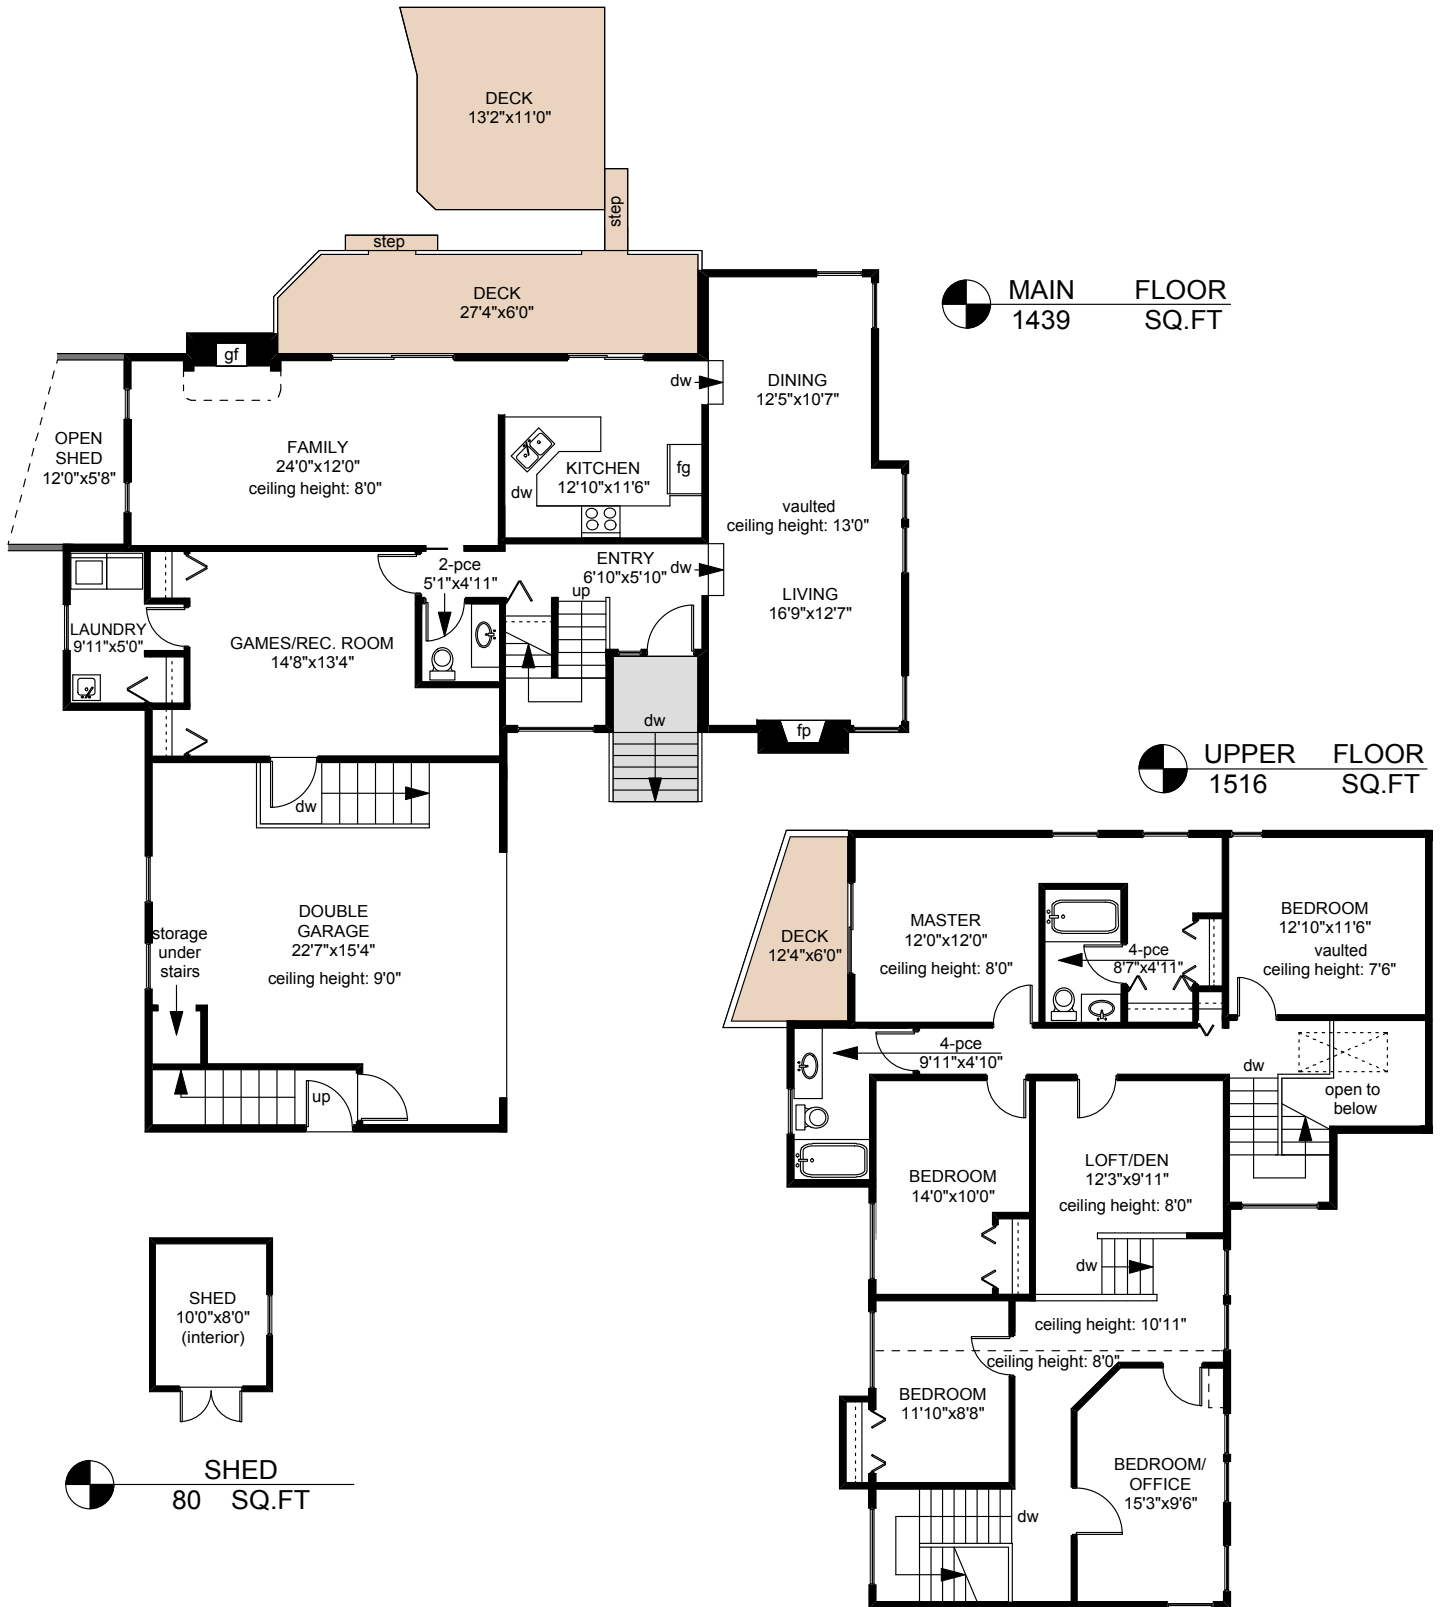 DECK
13'2"x11'0"
step
step
DECK
27'4"x6'0"
MAIN FLOOR
1439 SQ.FT
gf
dw
DINING
12'5"x10'7"
OPEN
SHED
12'0"x5'8"
FAMILY
24'0"x12'0"
ceiling height: 8'0"
KITCHEN
12'10"x11'6"
fg
dw
vaulted
ceiling height: 13'0"
2-pce
5'1"x4'11"
ENTRY
6'10"x5'10"
dw
up
LIVING
16'9"x12'7"
LAUNDRY
9'11"x5'0"
GAMES/REC. ROOM
14'8"x13'4"
dw
fp
UPPER FLOOR
1516 SQ.FT
dw
DOUBLE
GARAGE
22'7"x15'4"
ceiling height: 9'0"
storage
under
stairs
up
DECK
12'4"x6'0"
MASTER
12'0"x12'0"
ceiling height: 8'0"
4-pce
8'7"x4'11"
BEDROOM
12'10"x11'6"
vaulted
ceiling height: 7'6"
4-pce
9'11"x4'10"
dw
open to
below
BEDROOM
14'0"x10'0"
LOFT/DEN
12'3"x9'11"
ceiling height: 8'0"
dw
SHED
10'0"x8'0"
(interior)
ceiling height: 10'11"
ceiling height: 8'0"
BEDROOM
11'10"x8'8"
BEDROOM/
OFFICE
15'3"x9'6"
dw
SHED
80 SQ.FT